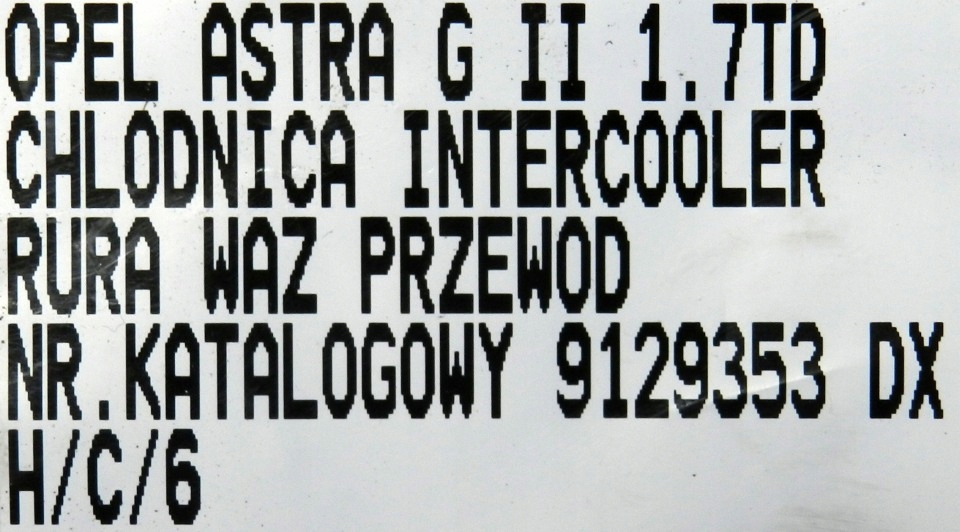 OPEL ASTRA G II 1.7TD
CHLODNICA INTERCOOLER
RURA WAZ PRZEWOD
NR.KATALOGOWY 9129353 DX
H/C/6